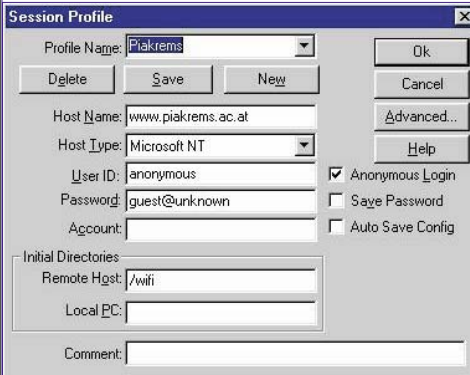 Session Profile
Profile Name: Piakrems
Ok
Delete Save New
Cancel
Host Name: www.piakrems.ac.at
Advanced...
Host Type: Microsoft NT
Help
User ID: anonymous
Anonymous Login
Password: guest@unknown
Save Password
Account:
Auto Save Config
Initial Directories
Remote Host: /wifi
Local PC:
Comment: